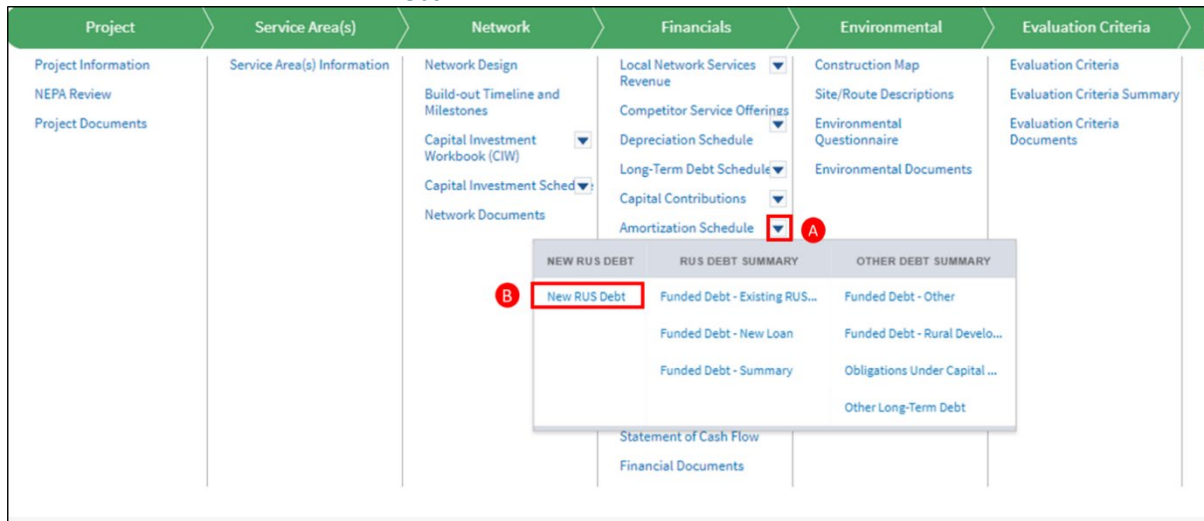 Project
Service Area(s)
Network
Financials
Environmental
Evaluation Criteria
Project Information
NEPA Review
Project Documents
Service Area(s) Information
Network Design
Build-out Timeline and
Milestones
Capital Investment
Workbook (CIW)
Capital Investment Sched
Network Documents
Local Network Services
Revenue
Competitor Service Offerings
Depreciation Schedule
Long-Term Debt Schedule
Capital Contributions
Amortization Schedule
A
Construction Map
Site/Route Descriptions
Environmental
Questionnaire
Environmental Documents
Evaluation Criteria
Evaluation Criteria Summary
Evaluation Criteria
Documents
NEW RUS DEBT
RUS DEBT SUMMARY
OTHER DEBT SUMMARY
B
New RUS Debt
Funded Debt - Existing RUS...
Funded Debt - New Loan
Funded Debt - Summary
Funded Debt - Other
Funded Debt - Rural Develo...
Obligations Under Capital ...
Other Long-Term Debt
Statement of Cash Flow
Financial Documents